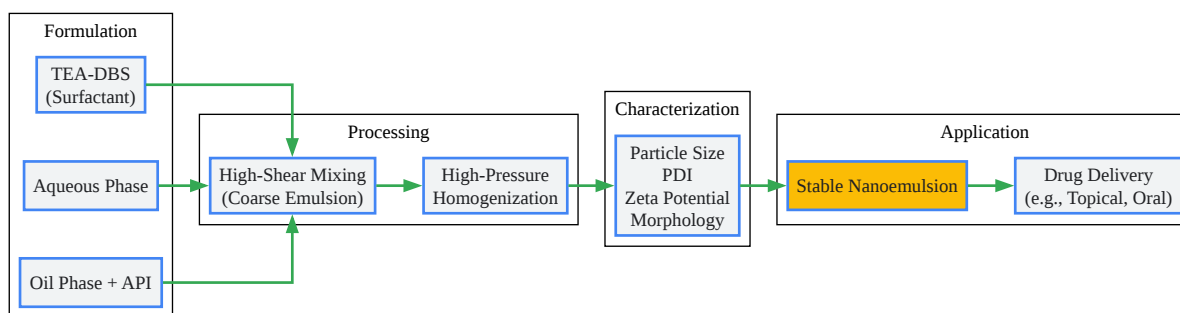 Formulation
TEA-DBS
(Surfactant)
Aqueous Phase
Oil Phase + API
Processing
High-Shear Mixing
(Coarse Emulsion)
High-Pressure
Homogenization
Characterization
Particle Size
PDI
Zeta Potential
Morphology
Application
Stable Nanoemulsion
Drug Delivery
(e.g., Topical, Oral)